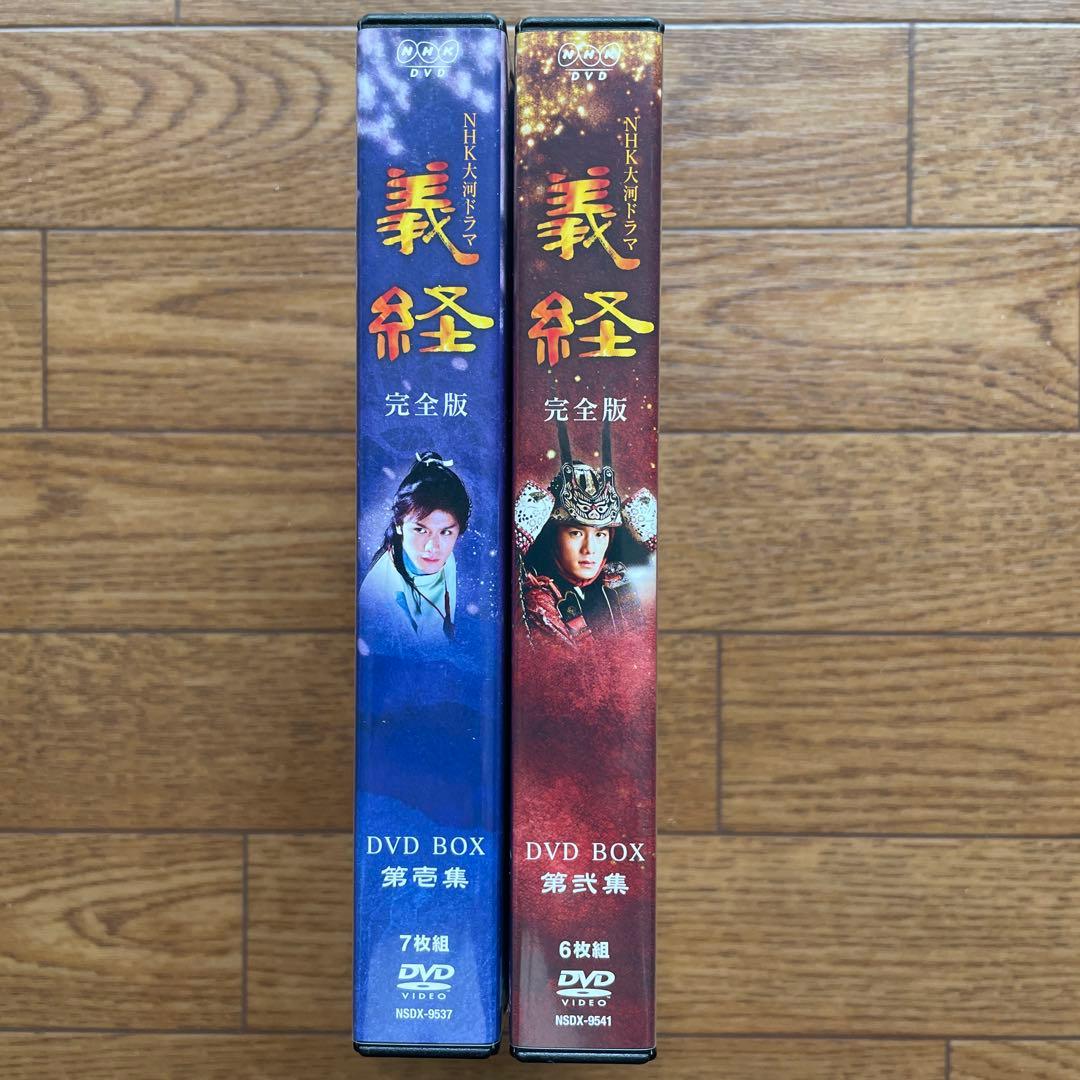 NHK
DVD
NHK大河ドラマ
義経
完全版
DVD BOX
第壱集
7枚組
DVD
VIDEO
NSDX-9537
NHK
DVD
NHK大河ドラマ
義経
完全版
DVD BOX
第弐集
6枚組
DVD
VIDEO
NSDX-9541